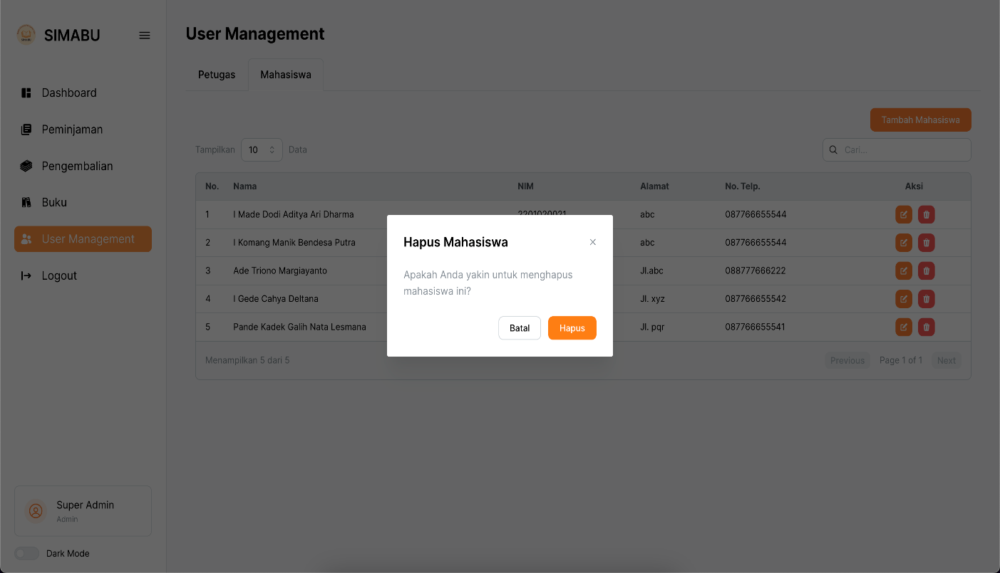 SIMABU
User Management
Petugas
Mahasiswa
Dashboard
Peminjaman
Pengembalian
Buku
User Management
Logout
Tambah Mahasiswa
Tampilkan 10 Data
Cari...
No. Nama NIM Alamat No. Telp. Aksi
1 I Made Dodi Aditya Ari Dharma 2201020021 abc 087766655544
2 I Komang Manik Bendesa Putra abc 087766655544
3 Ade Triono Margiayanto Jl.abc 088777666222
4 I Gede Cahya Deltana Jl. xyz 087766655542
5 Pande Kadek Galih Nata Lesmana Jl. pqr 087766655541
Menampilkan 5 dari 5
Previous Page 1 of 1 Next
Hapus Mahasiswa
Apakah Anda yakin untuk menghapus
mahasiswa ini?
Batal
Hapus
Super Admin
Admin
Dark Mode